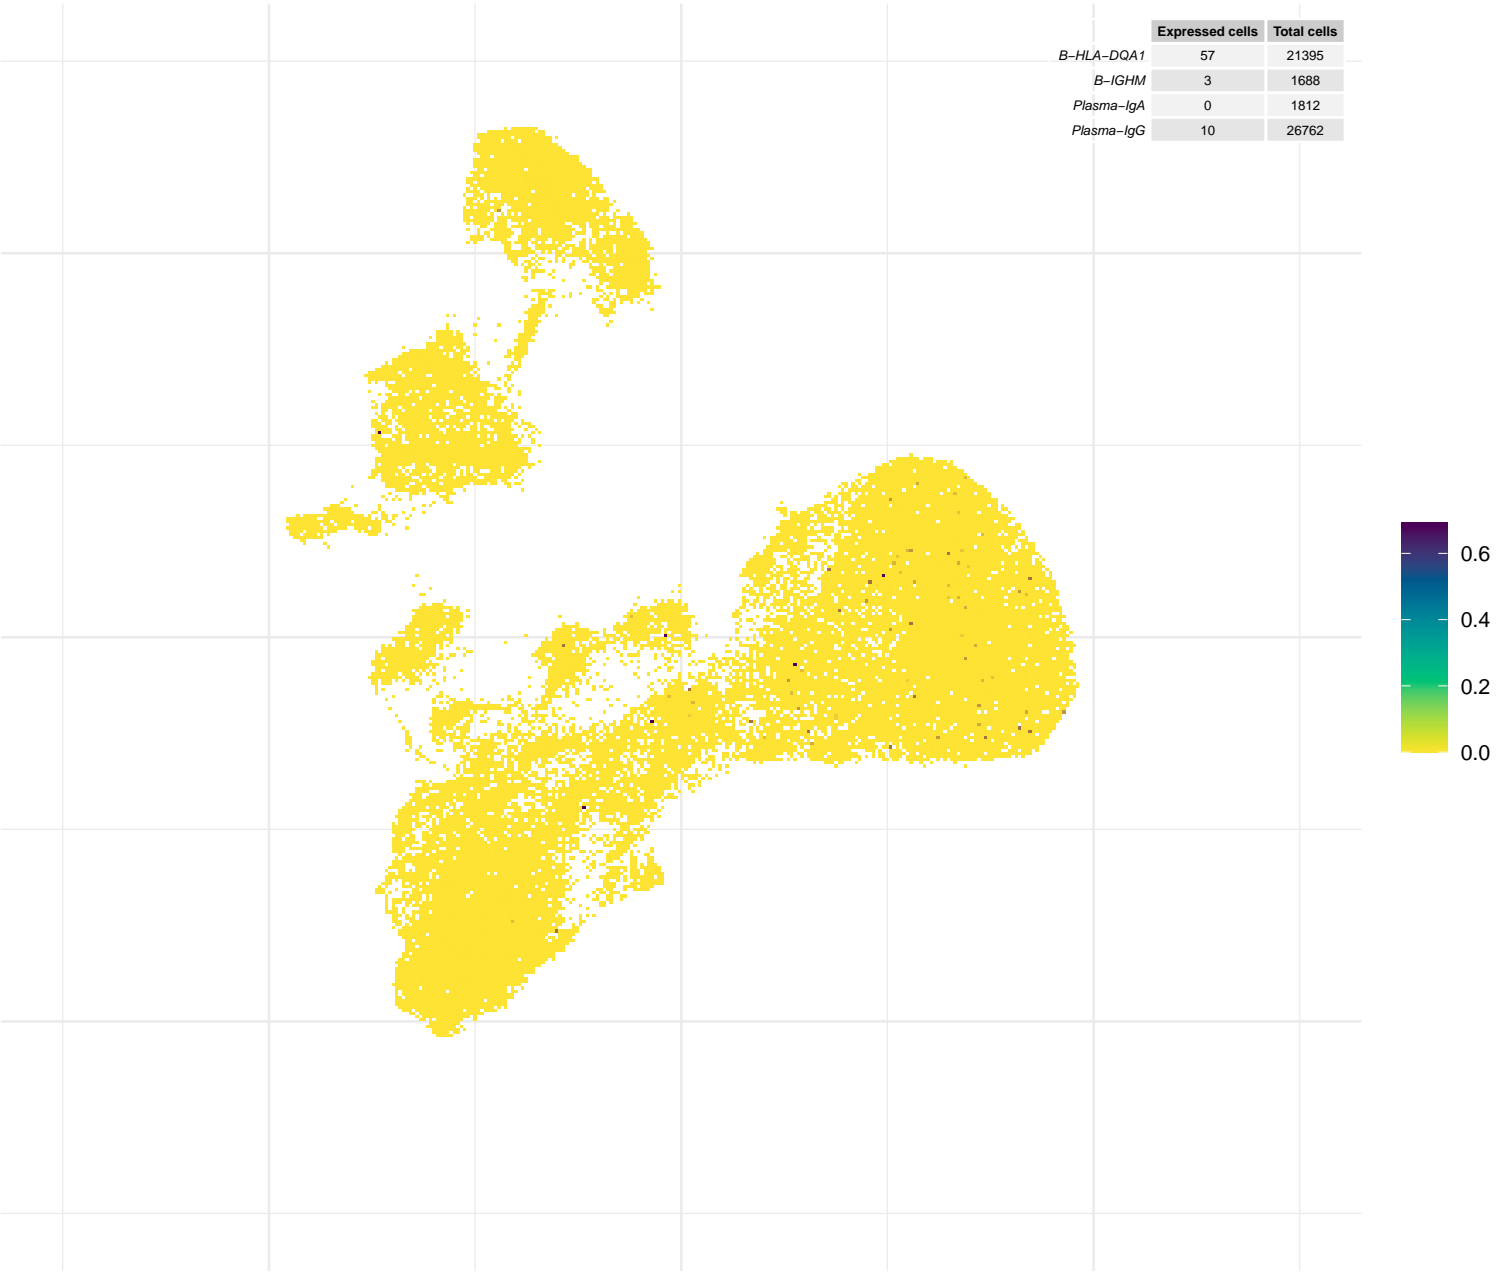 Expressed cells Total cells
B−HLA−DQA1 57 21395
B−IGHM 3 1688
Plasma−IgA 0 1812
Plasma−IgG 10 26762
0.6
0.4
0.2
0.0